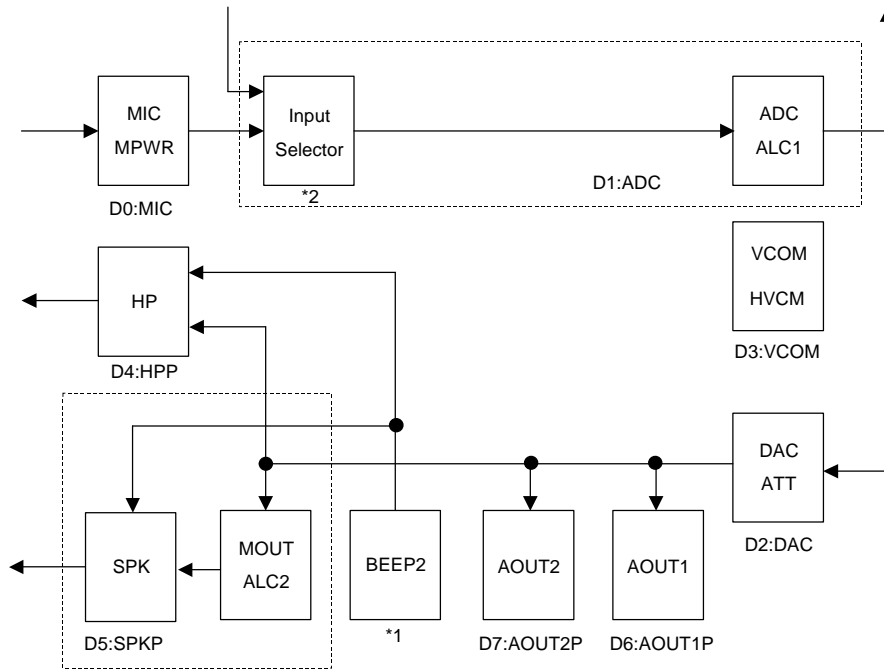 MIC
MPWR
Input
Selector
ADC
ALC1
D0:MIC
*2
D1:ADC
HP
VCOM
HVCM
D4:HPP
D3:VCOM
DAC
ATT
SPK
MOUT
ALC2
BEEP2
AOUT2
AOUT1
D2:DAC
D5:SPKP
*1
D7:AOUT2P
D6:AOUT1P